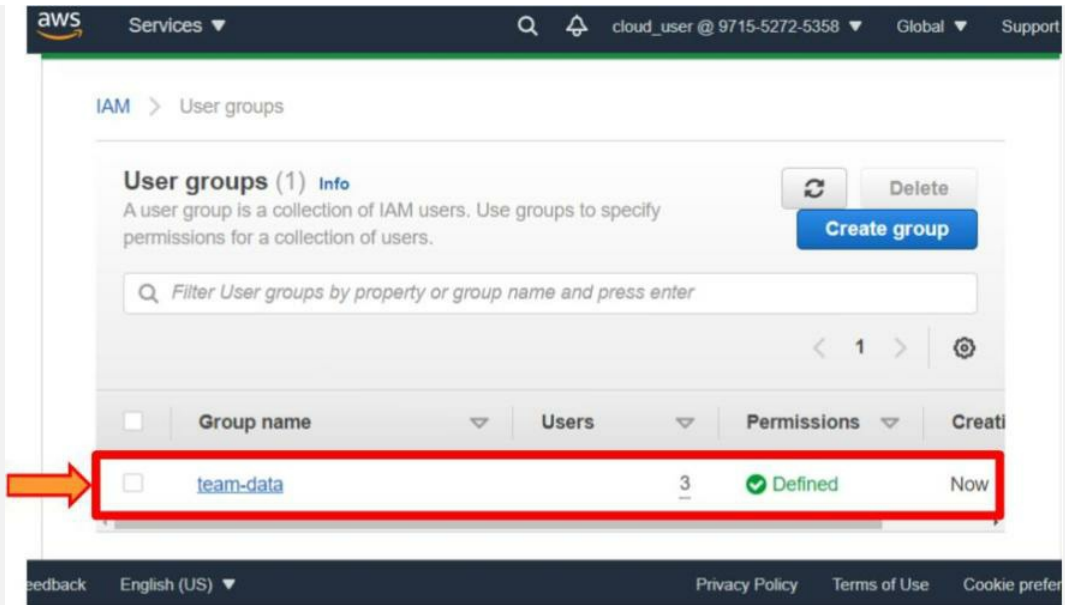 aws Services ▼ cloud_user @ 9715-5272-5358 ▼ Global ▼ Support
IAM > User groups
User groups (1) Info
Delete
A user group is a collection of IAM users. Use groups to specify
permissions for a collection of users.
Create group
Filter User groups by property or group name and press enter
< 1 >
Group name Users Permissions Creati
team-data 3 Defined Now
eedback English (US) ▼ Privacy Policy Terms of Use Cookie prefer